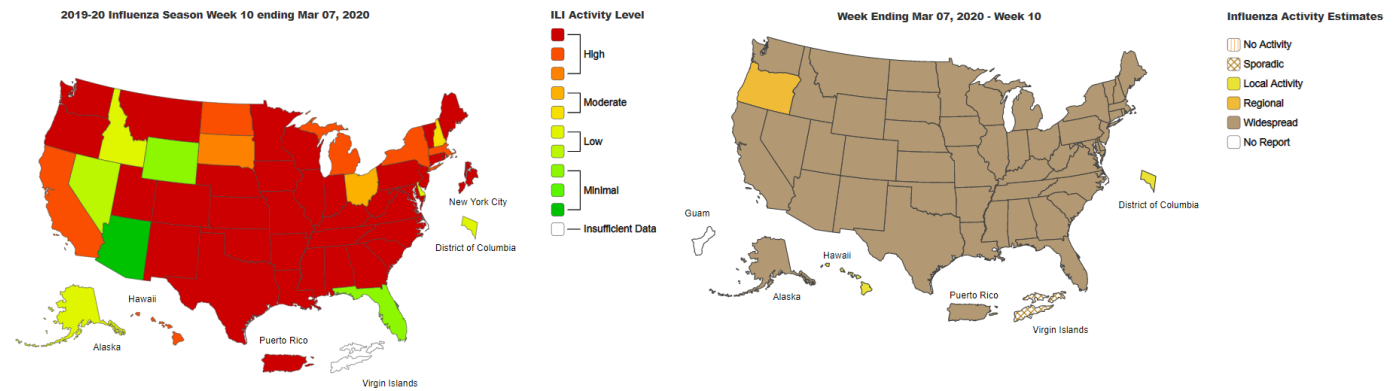 2019-20 Influenza Season Week 10 ending Mar 07, 2020
ILI Activity Level
High
Moderate
Low
Minimal
Insufficient Data
New York City
District of Columbia
Hawaii
Alaska
Puerto Rico
Virgin Islands
Week Ending Mar 07, 2020 - Week 10
Influenza Activity Estimates
No Activity
Sporadic
Local Activity
Regional
Widespread
No Report
District of Columbia
Guam
Hawaii
Alaska
Puerto Rico
Virgin Islands